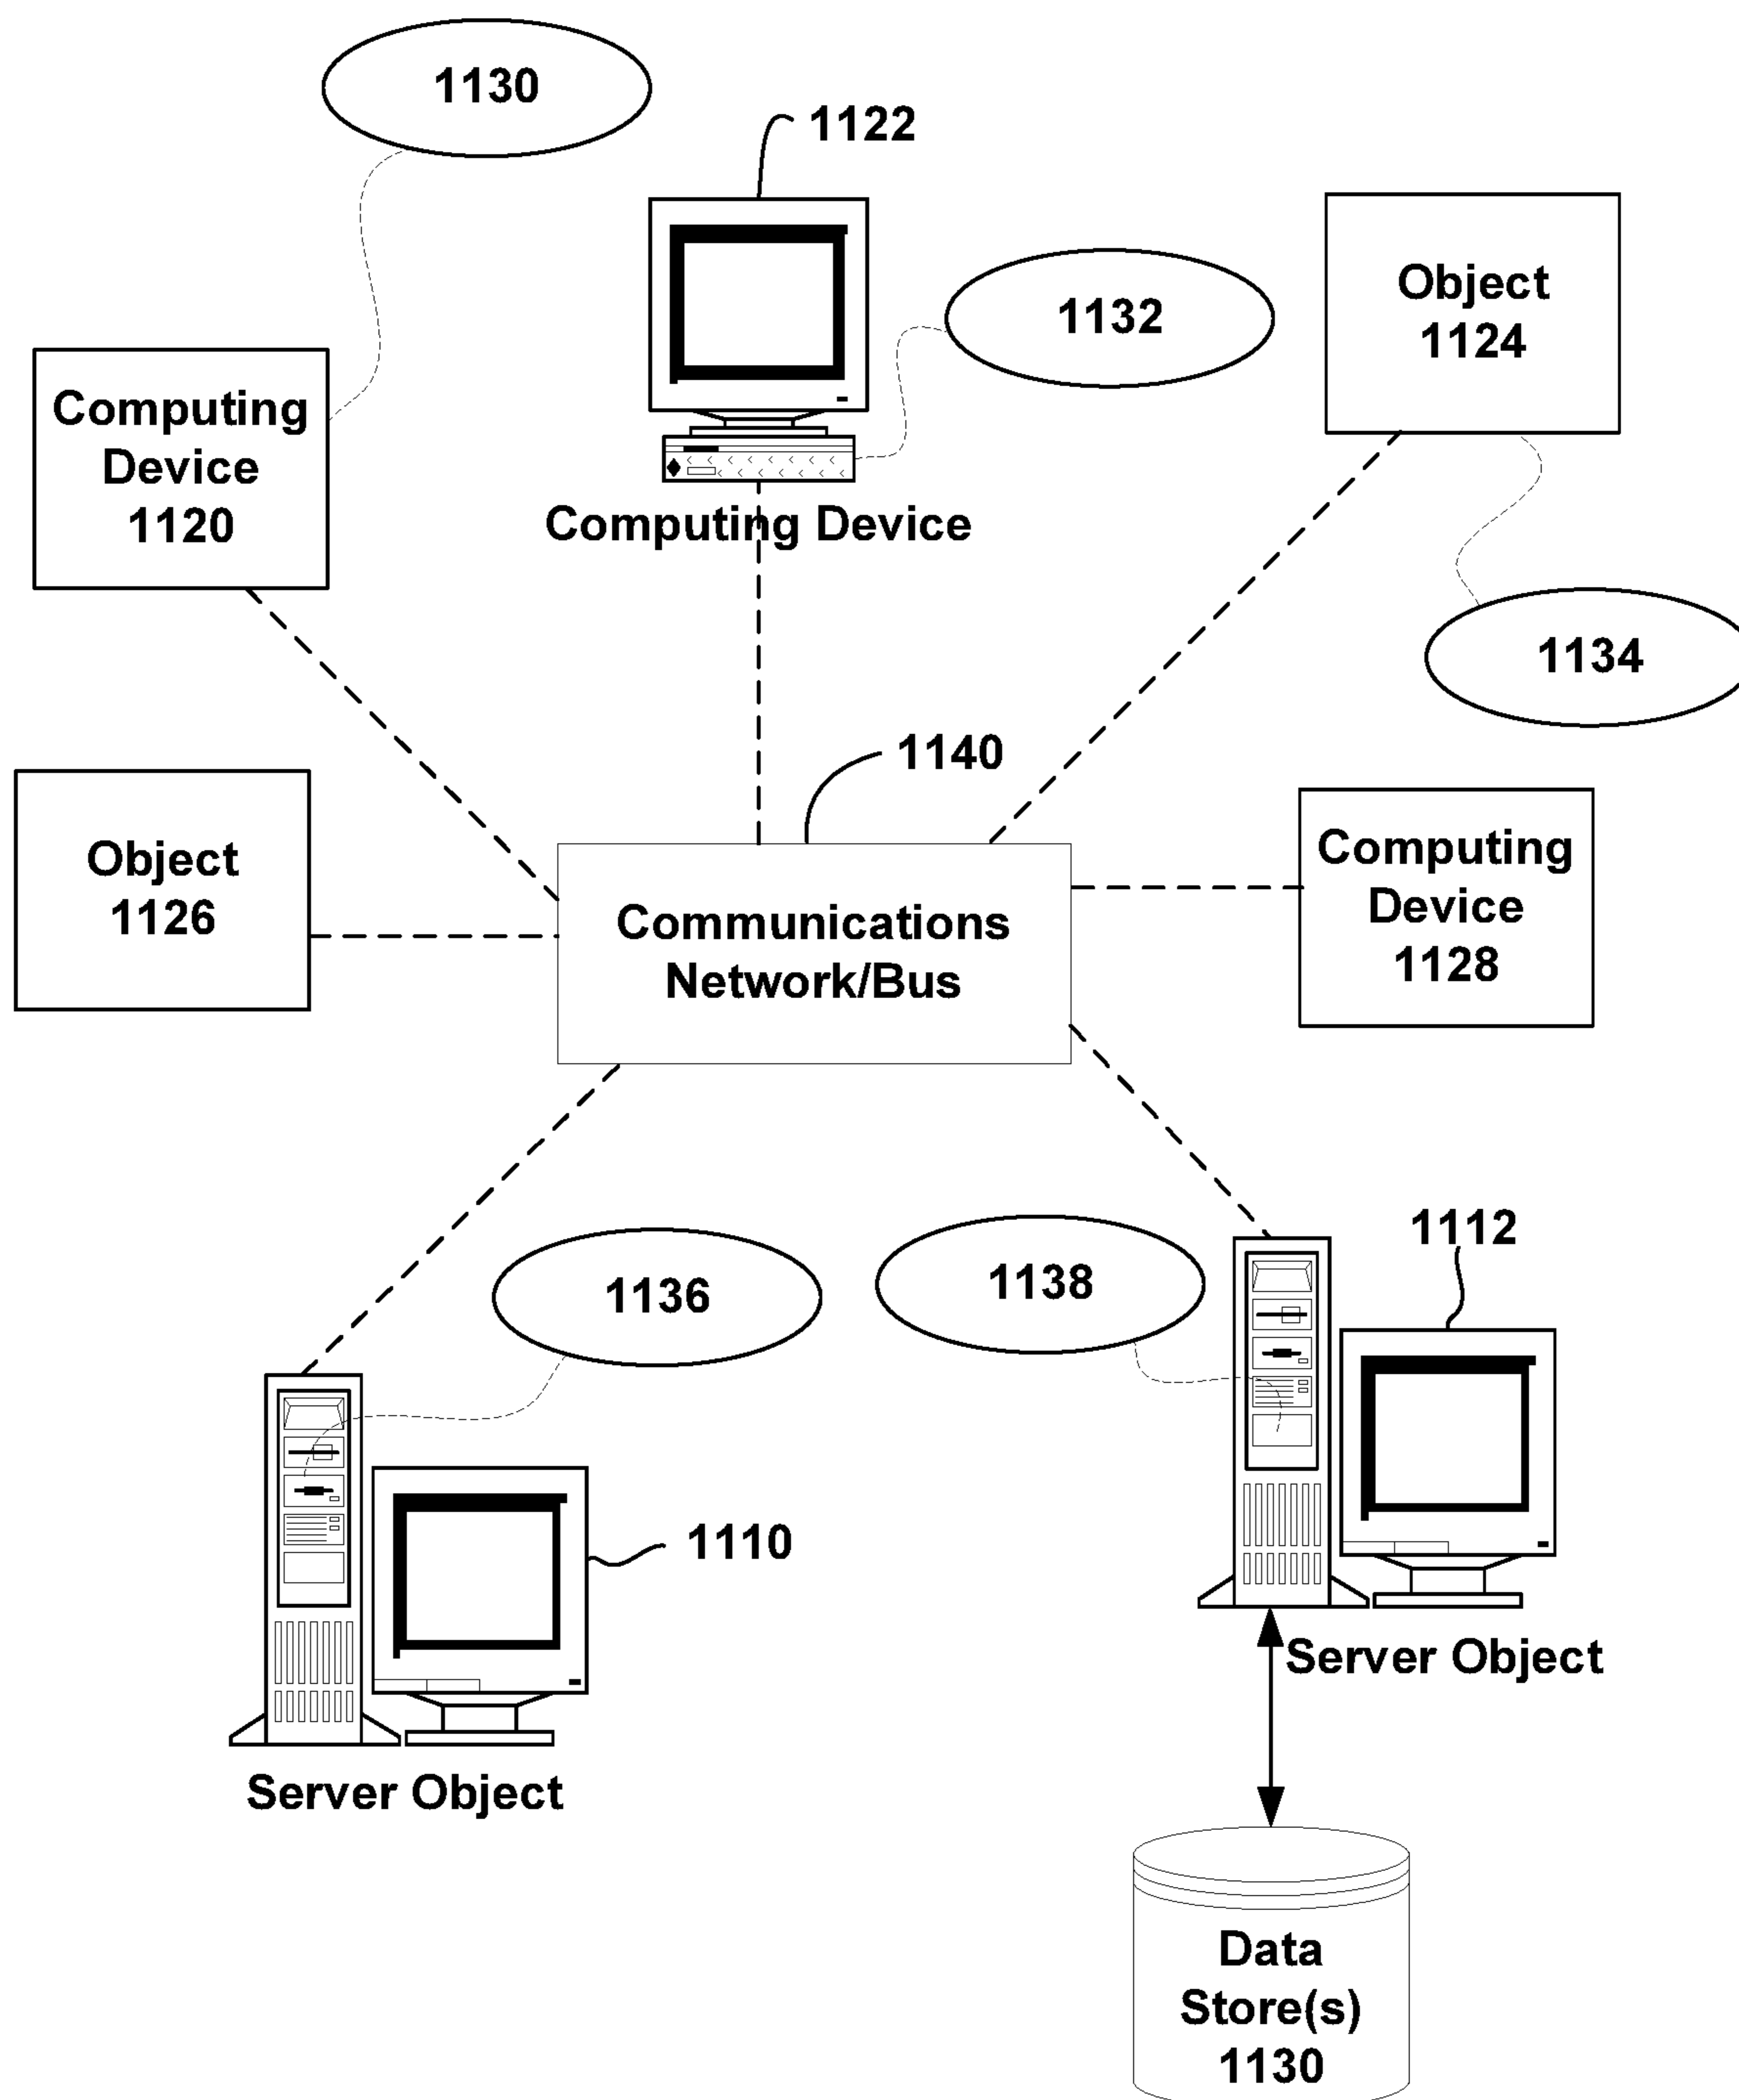 1130
1122
1132
Object
1124
Computing
Device
1120
Computing Device
1134
1140
Object
1126
Communications
Network/Bus
Computing
Device
1128
1136
1138
1112
1110
Server Object
Server Object
Data
Store(s)
1130